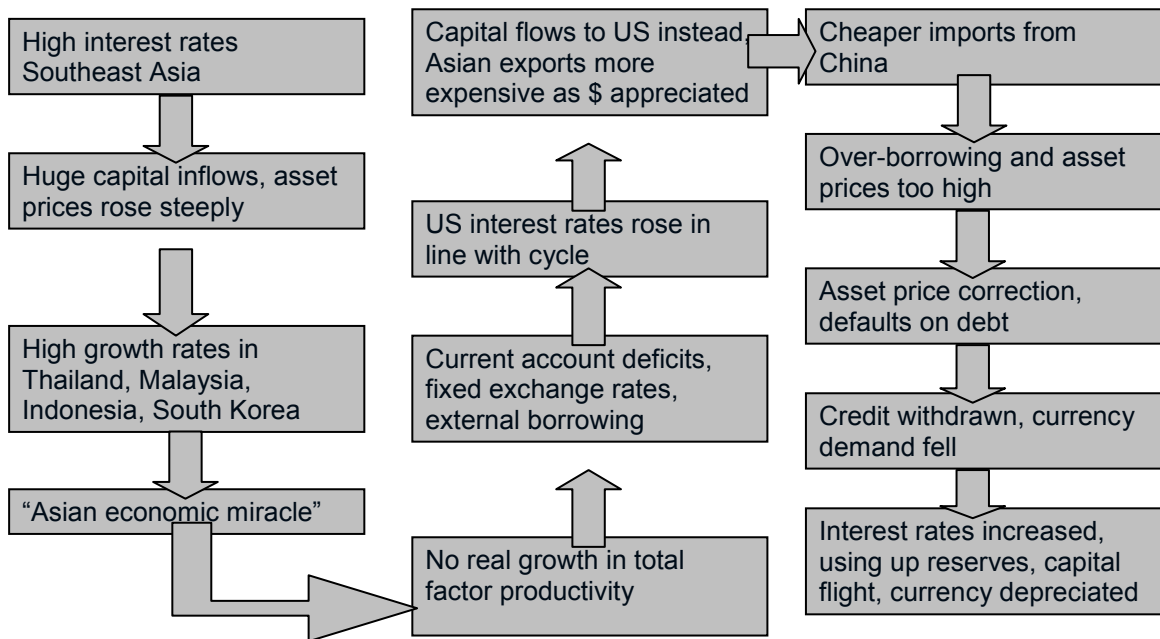 High interest rates
Southeast Asia
Huge capital inflows, asset
prices rose steeply
High growth rates in
Thailand, Malaysia,
Indonesia, South Korea
“Asian economic miracle”
No real growth in total
factor productivity
Current account deficits,
fixed exchange rates,
external borrowing
US interest rates rose in
line with cycle
Capital flows to US instead,
Asian exports more
expensive as $ appreciated
Cheaper imports from
China
Over-borrowing and asset
prices too high
Asset price correction,
defaults on debt
Credit withdrawn, currency
demand fell
Interest rates increased,
using up reserves, capital
flight, currency depreciated